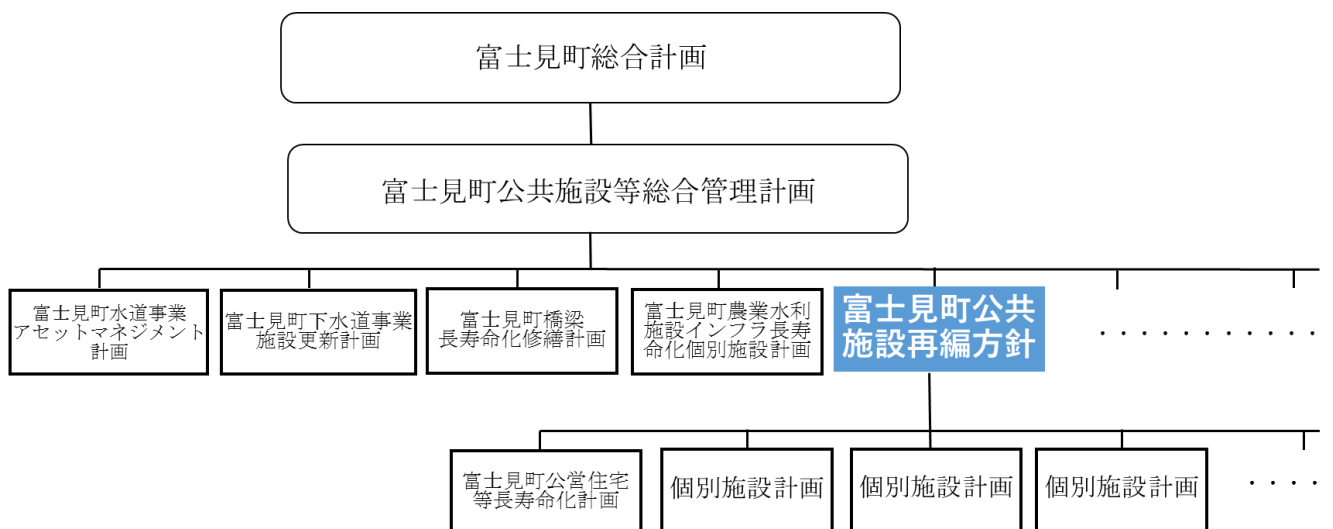 富士見町総合計画
富士見町公共施設等総合管理計画
富士見町水道事業
アセットマネジメント
計画
富士見町下水道事業
施設更新計画
富士見町橋梁
長寿命化修繕計画
富士見町農業水利
施設インフラ長寿
命化個別施設計画
富士見町公共
施設再編方針
・・・・・・・・・・・
富士見町公営住宅
等長寿命化計画
個別施設計画
個別施設計画
個別施設計画
・・・・